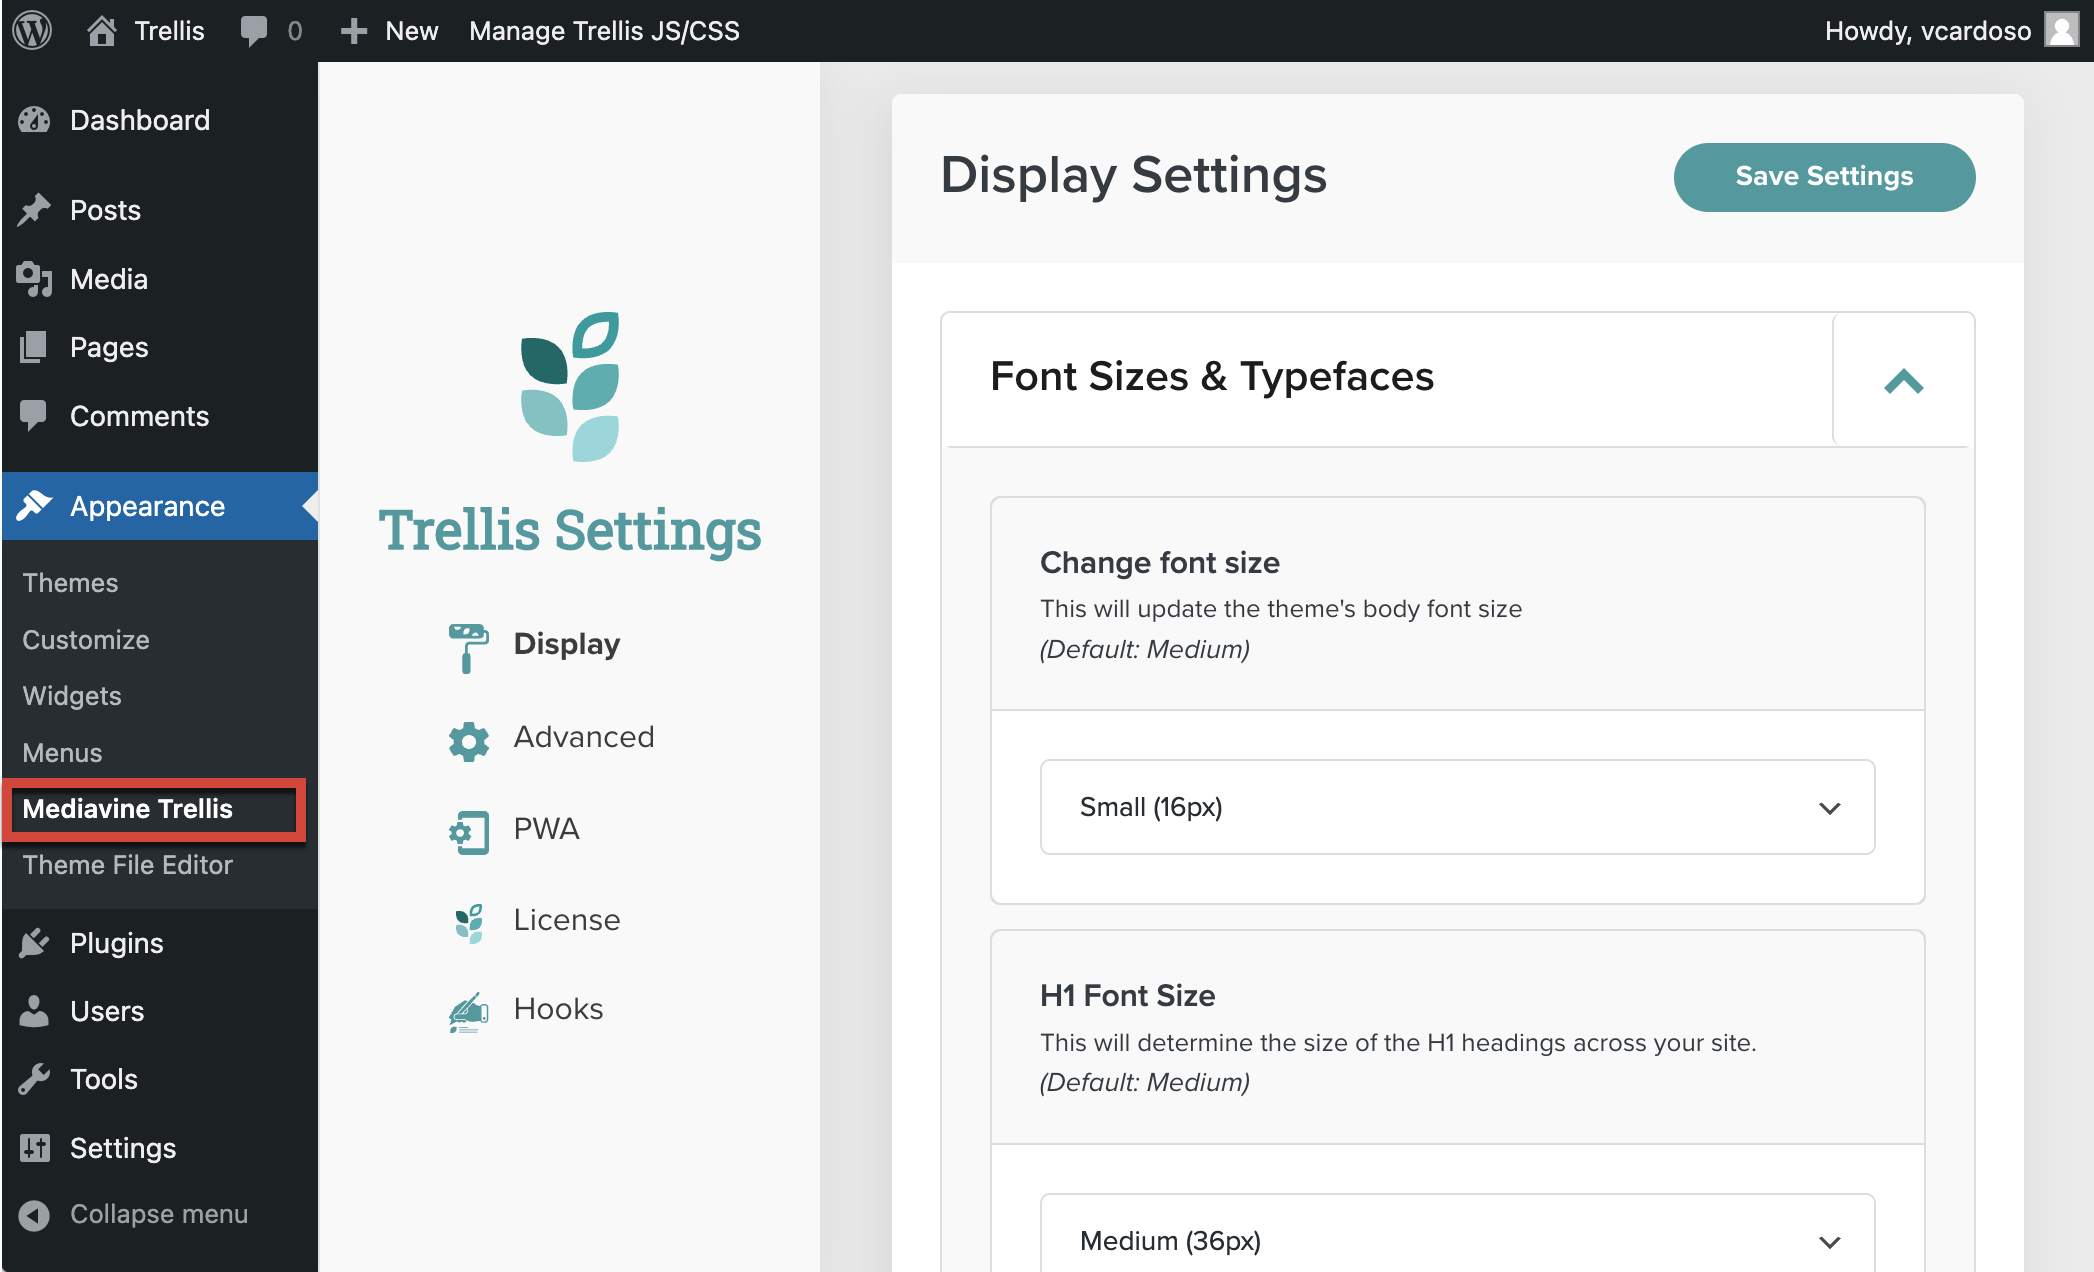 Trellis
0
New
Manage Trellis JS/CSS
Howdy, vcardoso
Dashboard
Posts
Media
Pages
Comments
Appearance
Themes
Customize
Widgets
Menus
Mediavine Trellis
Theme File Editor
Plugins
Users
Tools
Settings
Collapse menu
Trellis Settings
Display
Advanced
PWA
License
Hooks
Display Settings
Save Settings
Font Sizes & Typefaces
Change font size
This will update the theme's body font size
(Default: Medium)
Small (16px)
H1 Font Size
This will determine the size of the H1 headings across your site.
(Default: Medium)
Medium (36px)